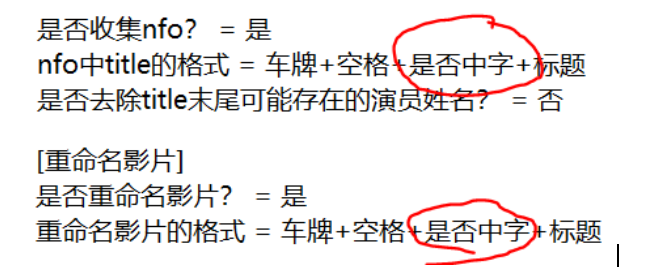 是否收集nfo？ = 是
nfo中title的格式 = 车牌+空格+是否中字+标题
是否去除title末尾可能存在的演员姓名？ = 否
[重命名影片]
是否重命名影片？ = 是
重命名影片的格式 = 车牌+空格+是否中字+标题